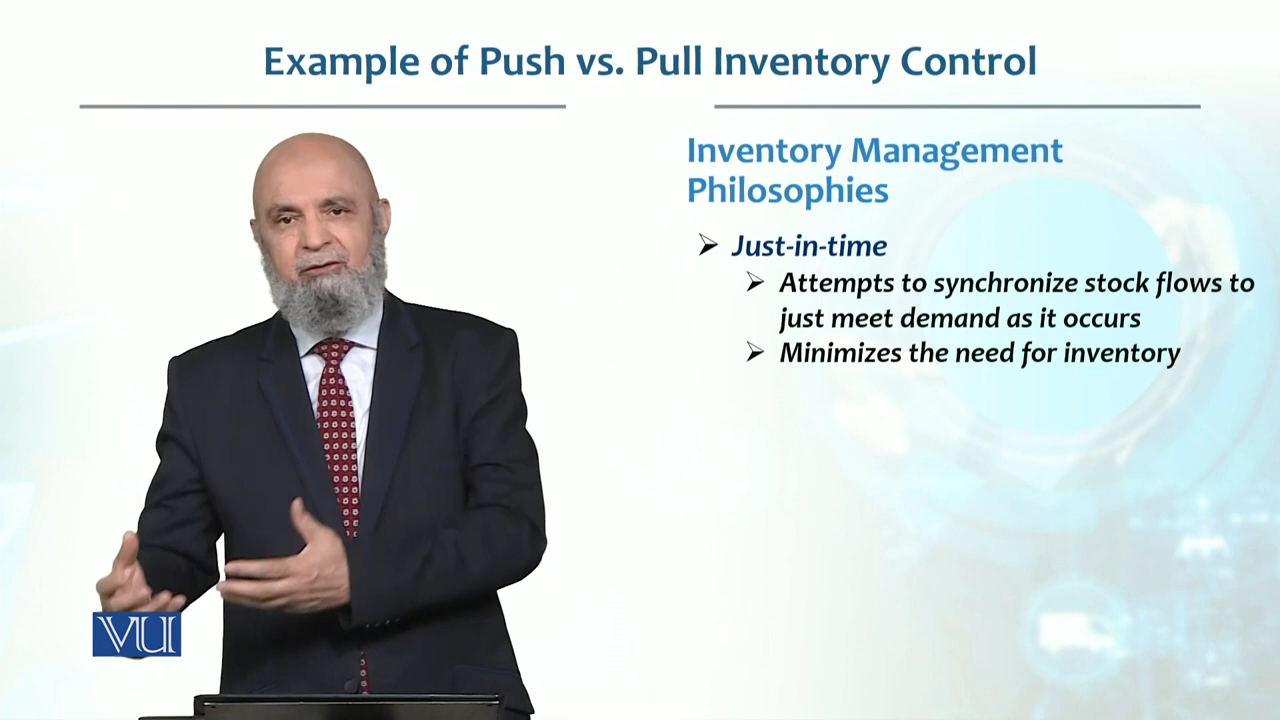 Example of Push vs. Pull Inventory Control
Inventory Management
Philosophies
Just-in-time
Attempts to synchronize stock flows to
just meet demand as it occurs
Minimizes the need for inventory
VU